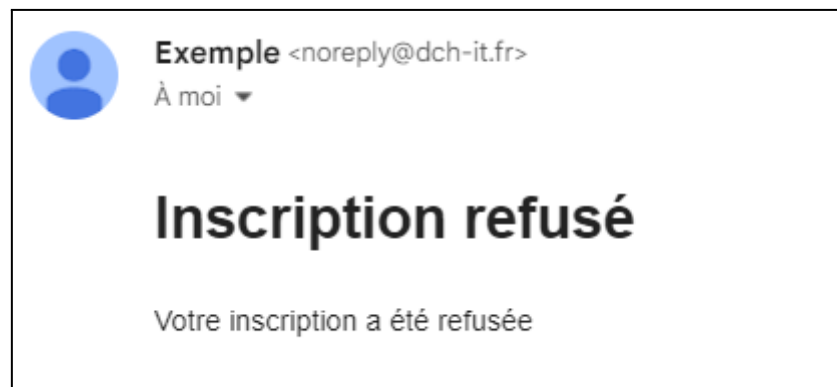 Exemple <noreply@dch-it.fr>
À moi
Inscription refusé
Votre inscription a été refusée